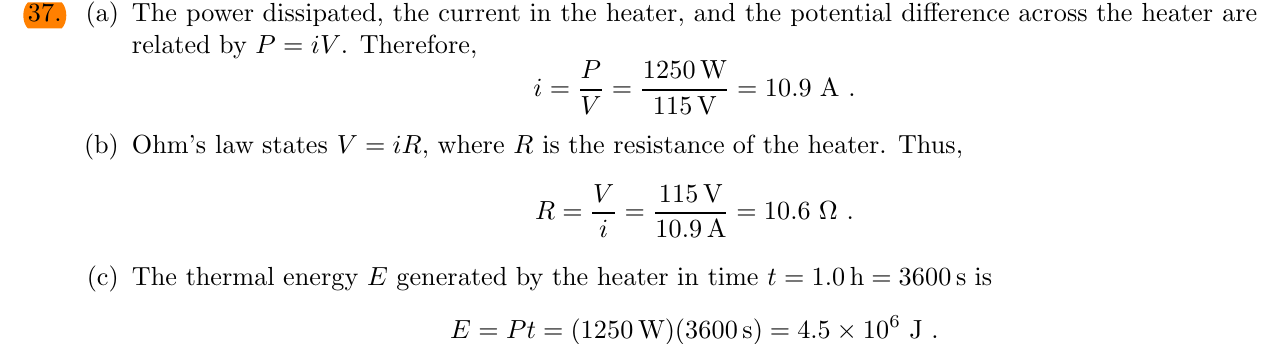 37. (a) The power dissipated, the current in the heater, and the potential difference across the heater are
related by P = iV. Therefore,
i = P/V = 1250 W/115 V = 10.9 A .
(b) Ohm's law states V = iR, where R is the resistance of the heater. Thus,
R = V/i = 115 V/10.9 A = 10.6 Ω .
(c) The thermal energy E generated by the heater in time t = 1.0 h = 3600 s is
E = Pt = (1250 W)(3600 s) = 4.5 × 10⁶ J .